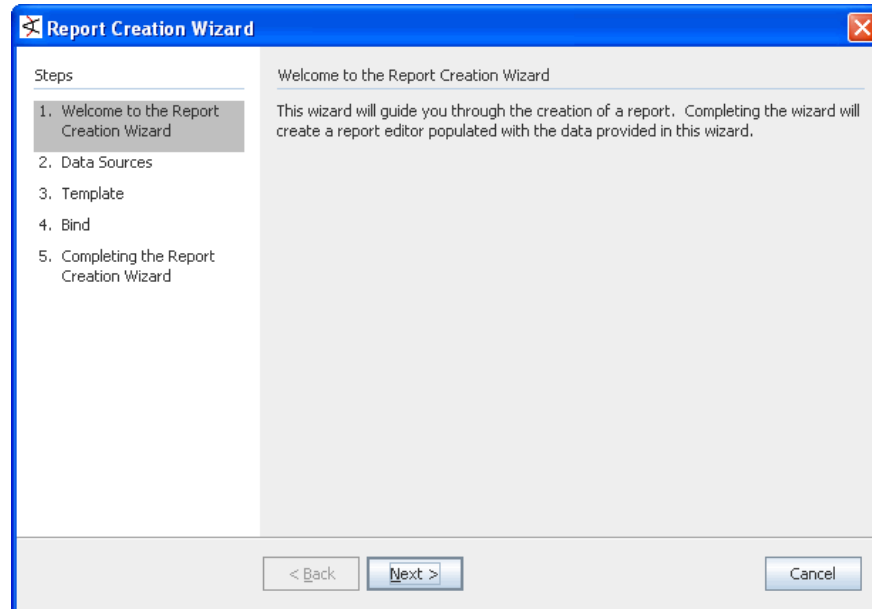 Report Creation Wizard
Steps
1. Welcome to the Report
Creation Wizard
2. Data Sources
3. Template
4. Bind
5. Completing the Report
Creation Wizard
Welcome to the Report Creation Wizard
This wizard will guide you through the creation of a report.  Completing the wizard will
create a report editor populated with the data provided in this wizard.
< Back
Next >
Cancel